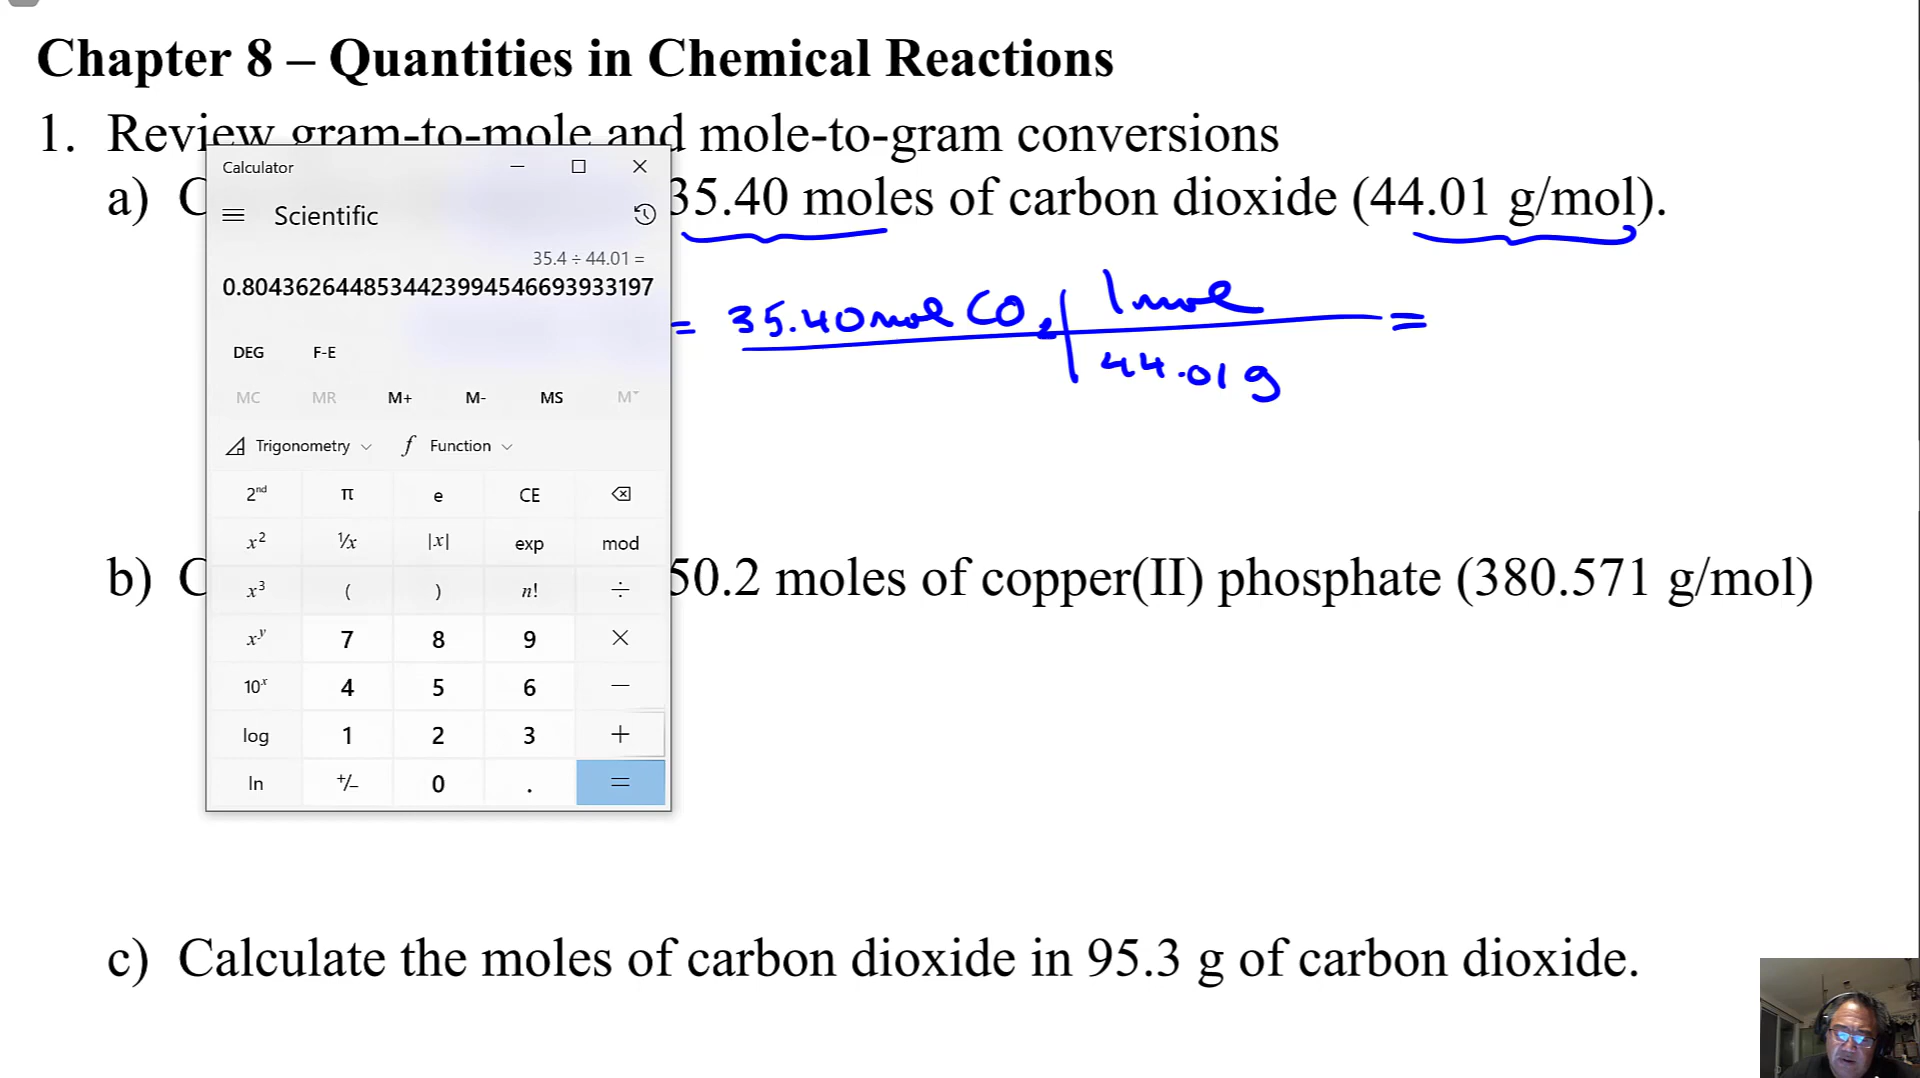 Chapter 8 – Quantities in Chemical Reactions
1. Review gram-to-mole and mole-to-gram conversions
a) C 35.40 moles of carbon dioxide (44.01 g/mol).
= 35.40 mol CO2 | 1 mol =
44.01 g
Calculator
Scientific
35.4 ÷ 44.01 =
0.80436264485344239945466939331​97
DEG F-E
MC MR M+ M- MS M˅
Trigonometry f Function
2nd π e CE
x² ¹/x |x| exp mod
x³ ( ) n! ÷
xʸ 7 8 9 ×
10ˣ 4 5 6 −
log 1 2 3 +
ln +/− 0 . =
b) C 50.2 moles of copper(II) phosphate (380.571 g/mol)
c) Calculate the moles of carbon dioxide in 95.3 g of carbon dioxide.